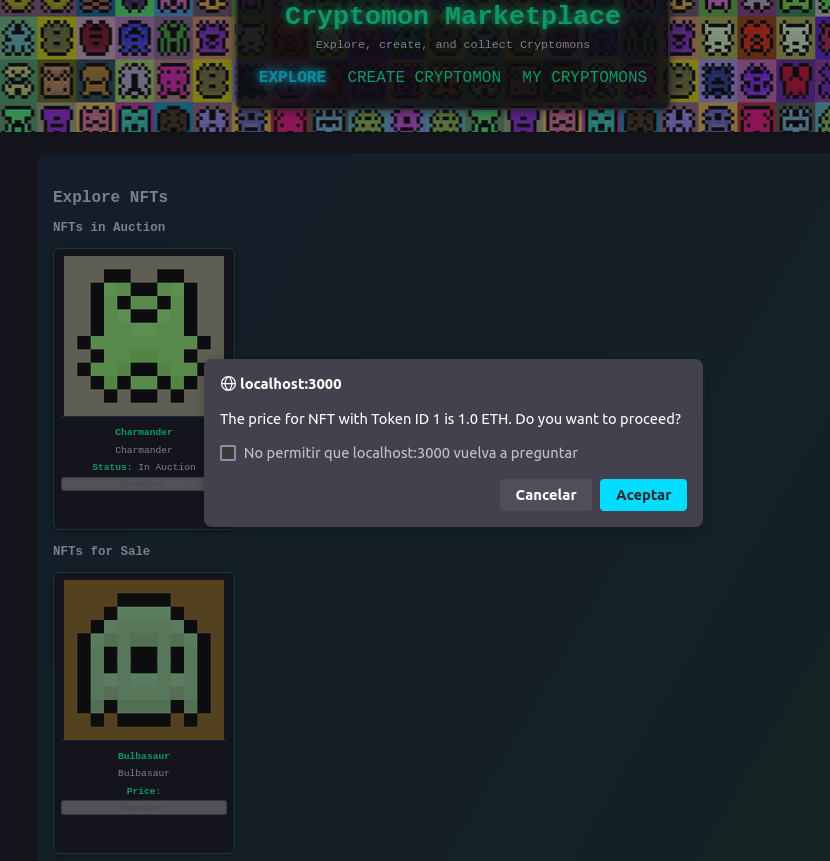 Cryptomon Marketplace
Explore, create, and collect Cryptomons
EXPLORE CREATE CRYPTOMON MY CRYPTOMONS
Explore NFTs
NFTs in Auction
Charmander
Charmander
Status: In Auction
localhost:3000
The price for NFT with Token ID 1 is 1.0 ETH. Do you want to proceed?
No permitir que localhost:3000 vuelva a preguntar
Cancelar Aceptar
NFTs for Sale
Bulbasaur
Bulbasaur
Price: